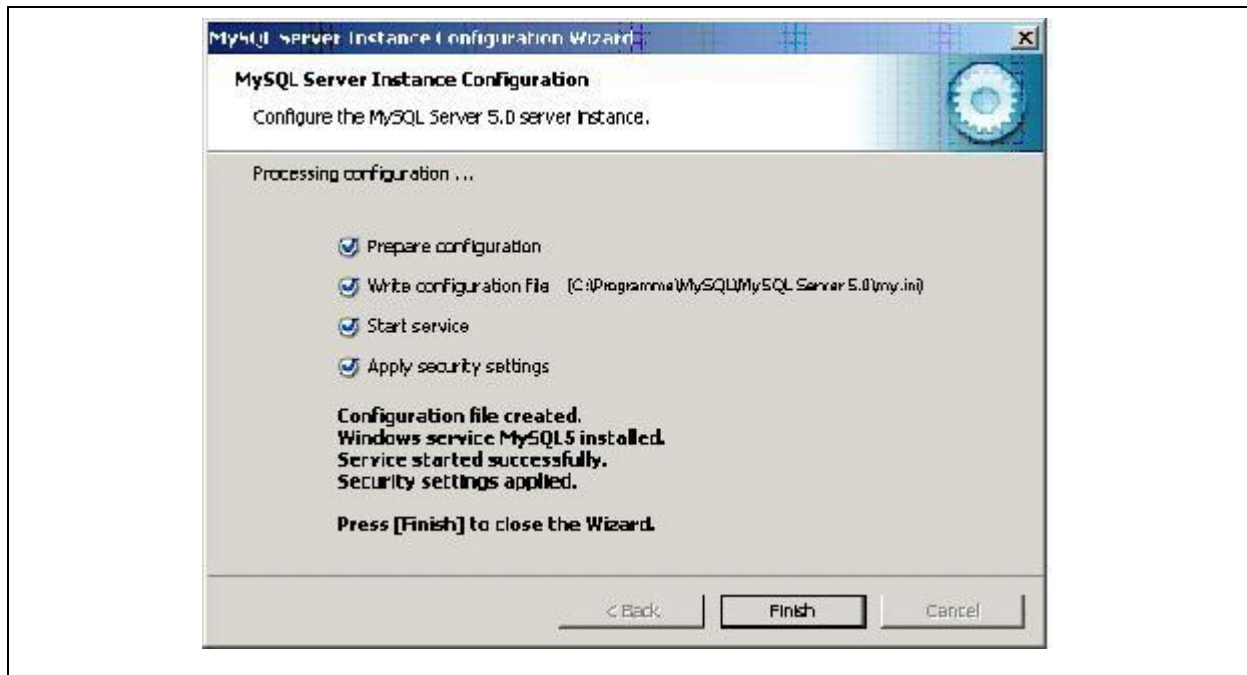 MySQL Server Instance Configuration Wizard
MySQL Server Instance Configuration
Configure the MySQL Server 5.0 server instance.
Processing configuration ...
Prepare configuration
Write configuration file (C:\Programme\MySQL\MySQL Server 5.0\my.ini)
Start service
Apply security settings
Configuration file created.
Windows service MySQL5 installed.
Service started successfully.
Security settings applied.
Press [Finish] to close the Wizard.
< Back Finish Cancel